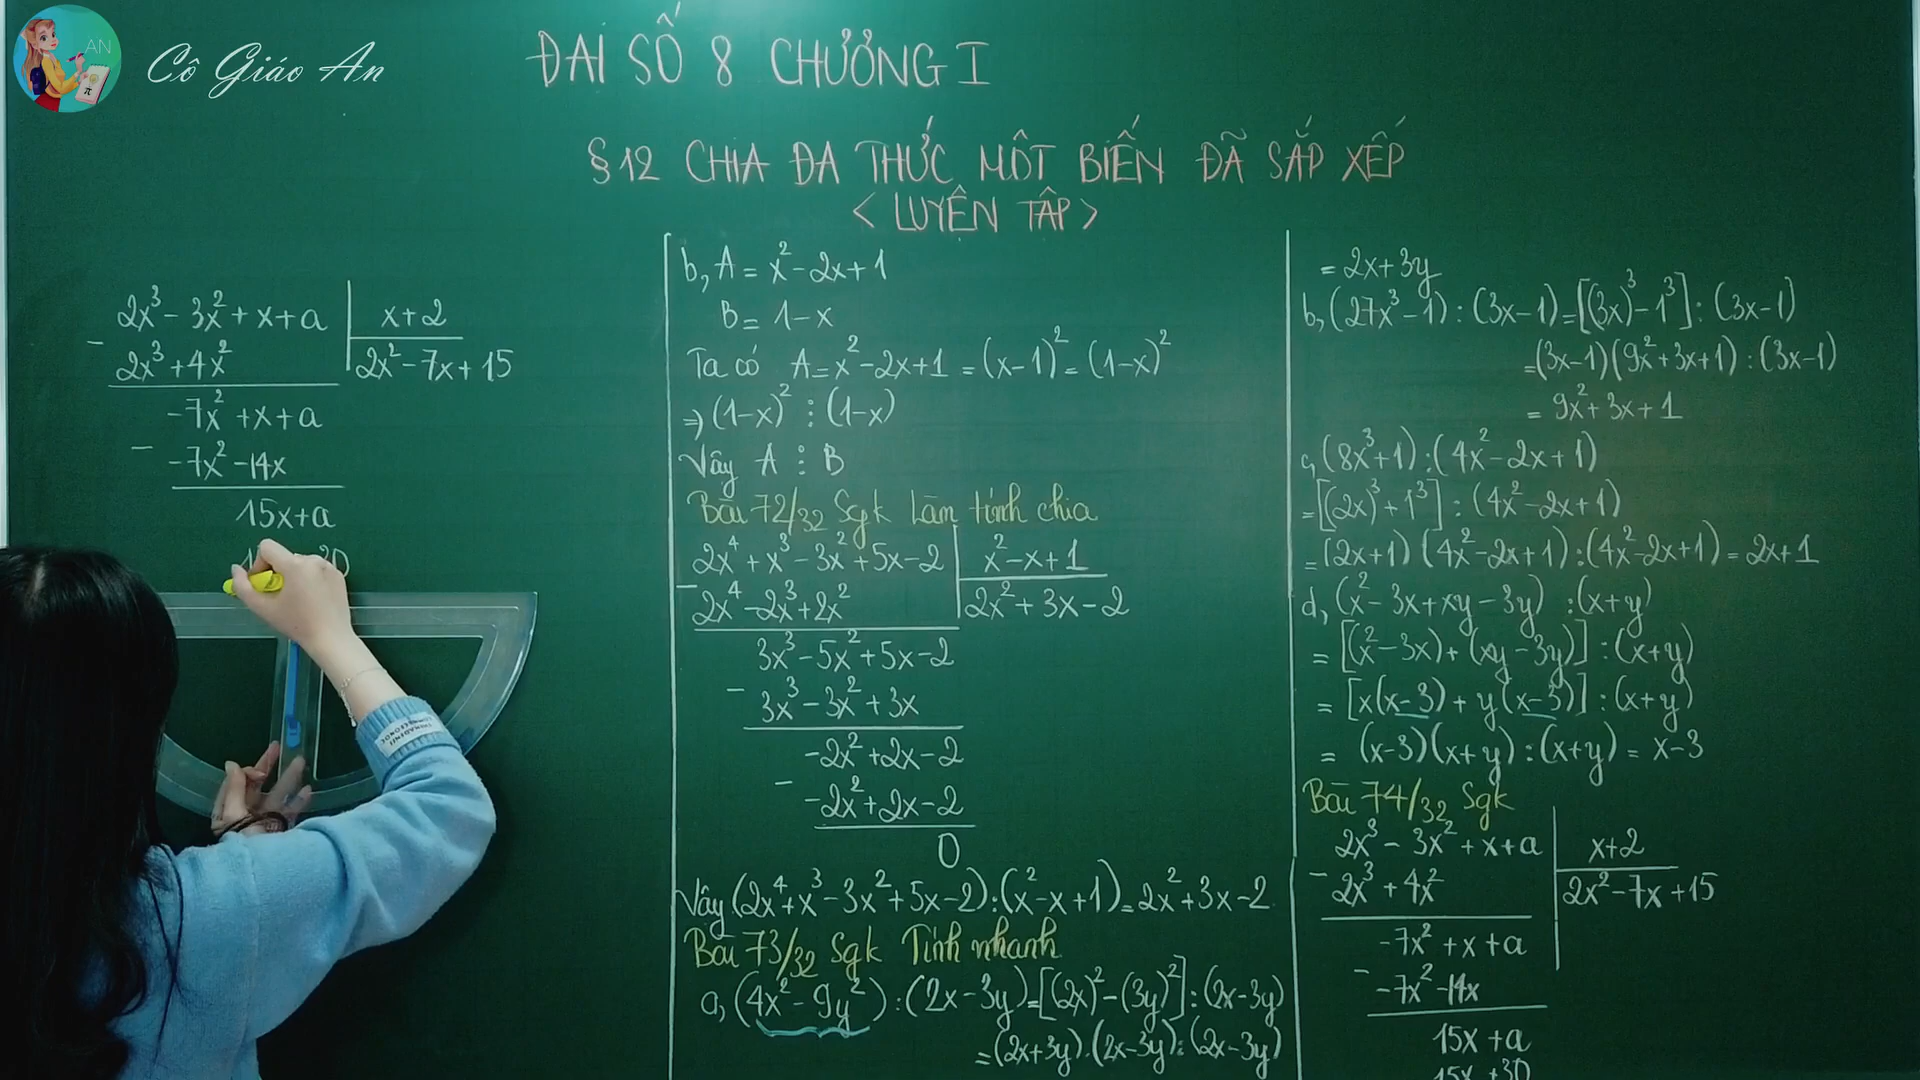 AN
Cô Giáo An
ĐẠI SỐ 8 CHƯƠNG I
§12 CHIA ĐA THỨC MỘT BIẾN ĐÃ SẮP XẾP
< LUYỆN TẬP >
2x³ - 3x² + x + a | x+2
- 2x³ + 4x² | 2x² - 7x + 15
-7x² + x + a
- -7x² - 14x
15x + a
30
b, A = x² - 2x + 1
B = 1 - x
Ta có A = x² - 2x + 1 = (x-1)² = (1-x)²
⇒ (1-x)² ⋮ (1-x)
Vậy A ⋮ B
Bài 72/32 Sgk Làm tính chia
2x⁴ + x³ - 3x² + 5x - 2 | x² - x + 1
- 2x⁴ - 2x³ + 2x² | 2x² + 3x - 2
3x³ - 5x² + 5x - 2
- 3x³ - 3x² + 3x
-2x² + 2x - 2
- -2x² + 2x - 2
0
Vậy (2x⁴ + x³ - 3x² + 5x - 2) : (x² - x + 1) = 2x² + 3x - 2
Bài 73/32 Sgk Tính nhanh
a, (4x² - 9y²) : (2x - 3y) = [(2x)² - (3y)²] : (2x - 3y)
= (2x+3y).(2x-3y) : (2x-3y)
= 2x + 3y
b, (27x³ - 1) : (3x - 1) = [(3x)³ - 1³] : (3x - 1)
= (3x-1)(9x² + 3x + 1) : (3x-1)
= 9x² + 3x + 1
c, (8x³ + 1) : (4x² - 2x + 1)
= [(2x)³ + 1³] : (4x² - 2x + 1)
= (2x+1)(4x² - 2x + 1) : (4x² - 2x + 1) = 2x + 1
d, (x² - 3x + xy - 3y) : (x + y)
= [(x² - 3x) + (xy - 3y)] : (x + y)
= [x(x-3) + y(x-3)] : (x + y)
= (x-3)(x+y) : (x+y) = x - 3
Bài 74/32 Sgk
2x³ - 3x² + x + a | x+2
- 2x³ + 4x² | 2x² - 7x + 15
-7x² + x + a
- -7x² - 14x
15x + a
15x + 30